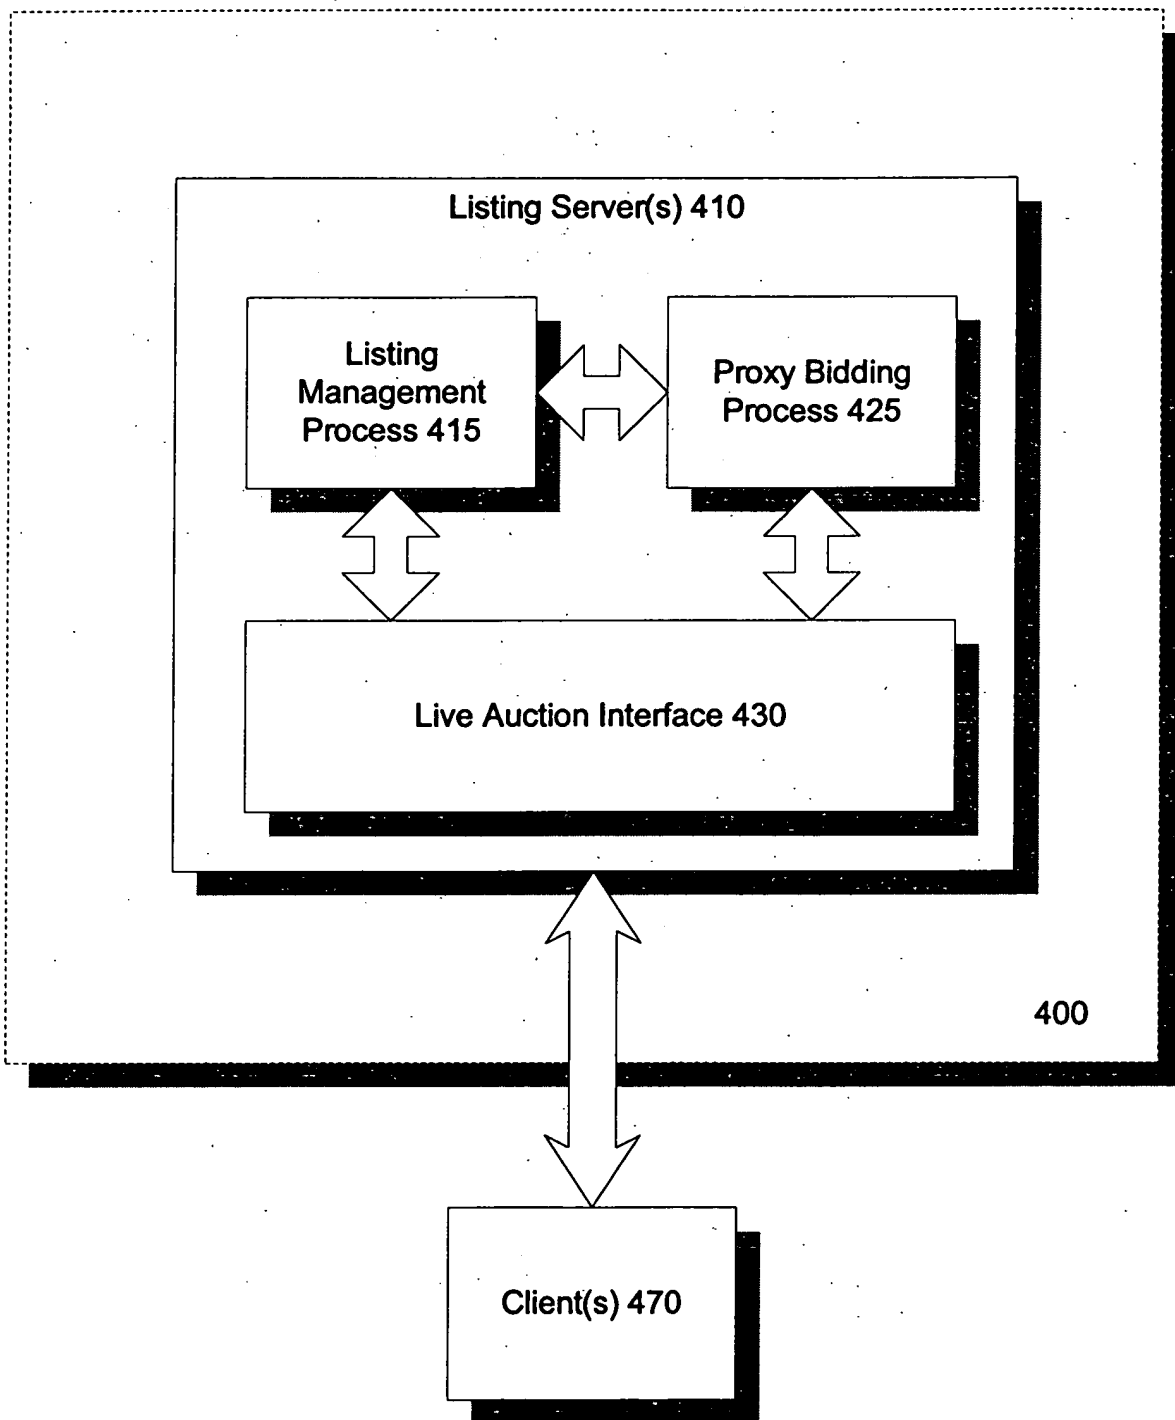 Listing Server(s) 410
Listing
Management
Process 415
Proxy Bidding
Process 425
Live Auction Interface 430
400
Client(s) 470